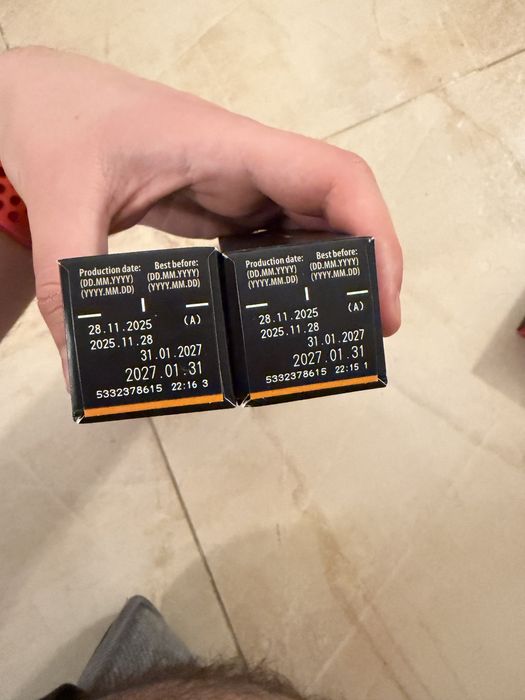 Production date: Best before:
(DD.MM.YYYY) (DD.MM.YYYY)
(YYYY.MM.DD) (YYYY.MM.DD)
28.11.2025 (A)
2025.11.28
31.01.2027
2027.01.31
5332378615 22:16 3
Production date: Best before:
(DD.MM.YYYY) (DD.MM.YYYY)
(YYYY.MM.DD) (YYYY.MM.DD)
28.11.2025 (A)
2025.11.28
31.01.2027
2027.01.31
5332378615 22:15 1